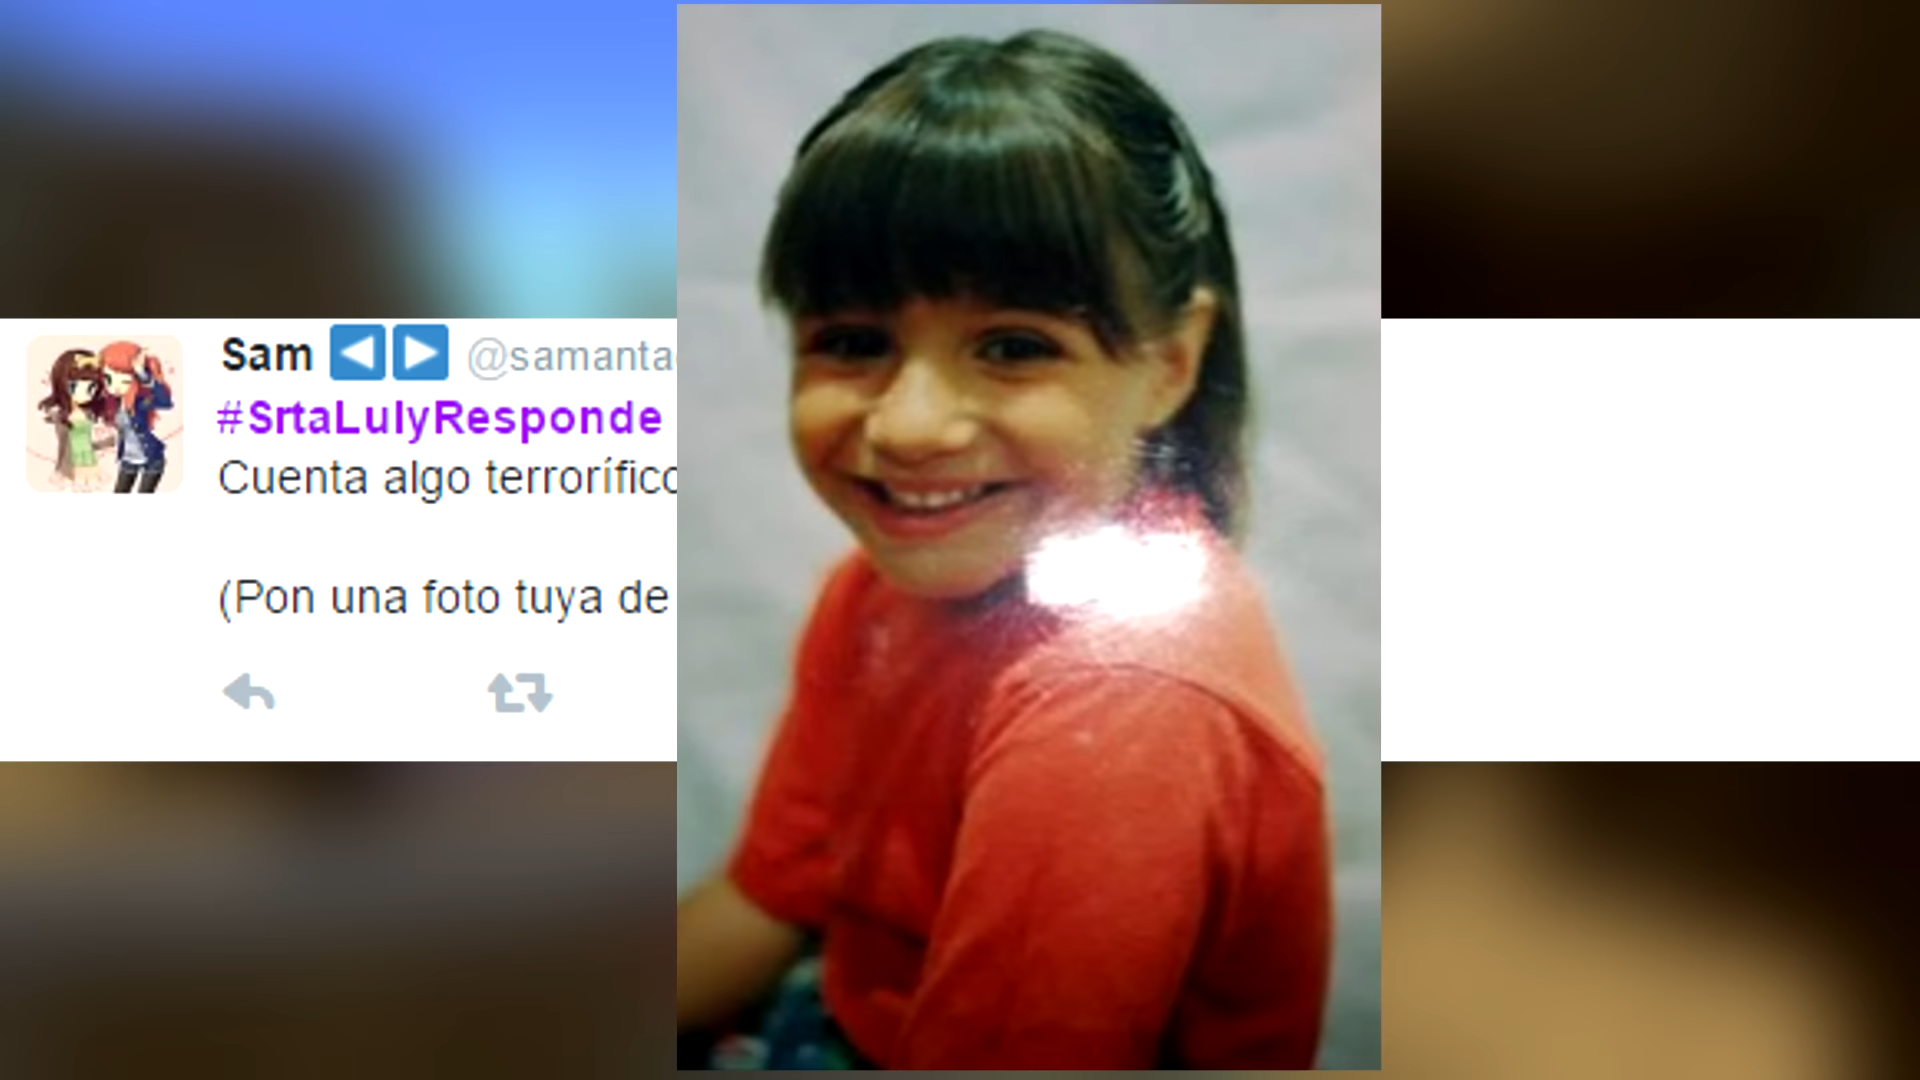 Sam @samanta
#SrtaLulyResponde
Cuenta algo terrorífico
(Pon una foto tuya de